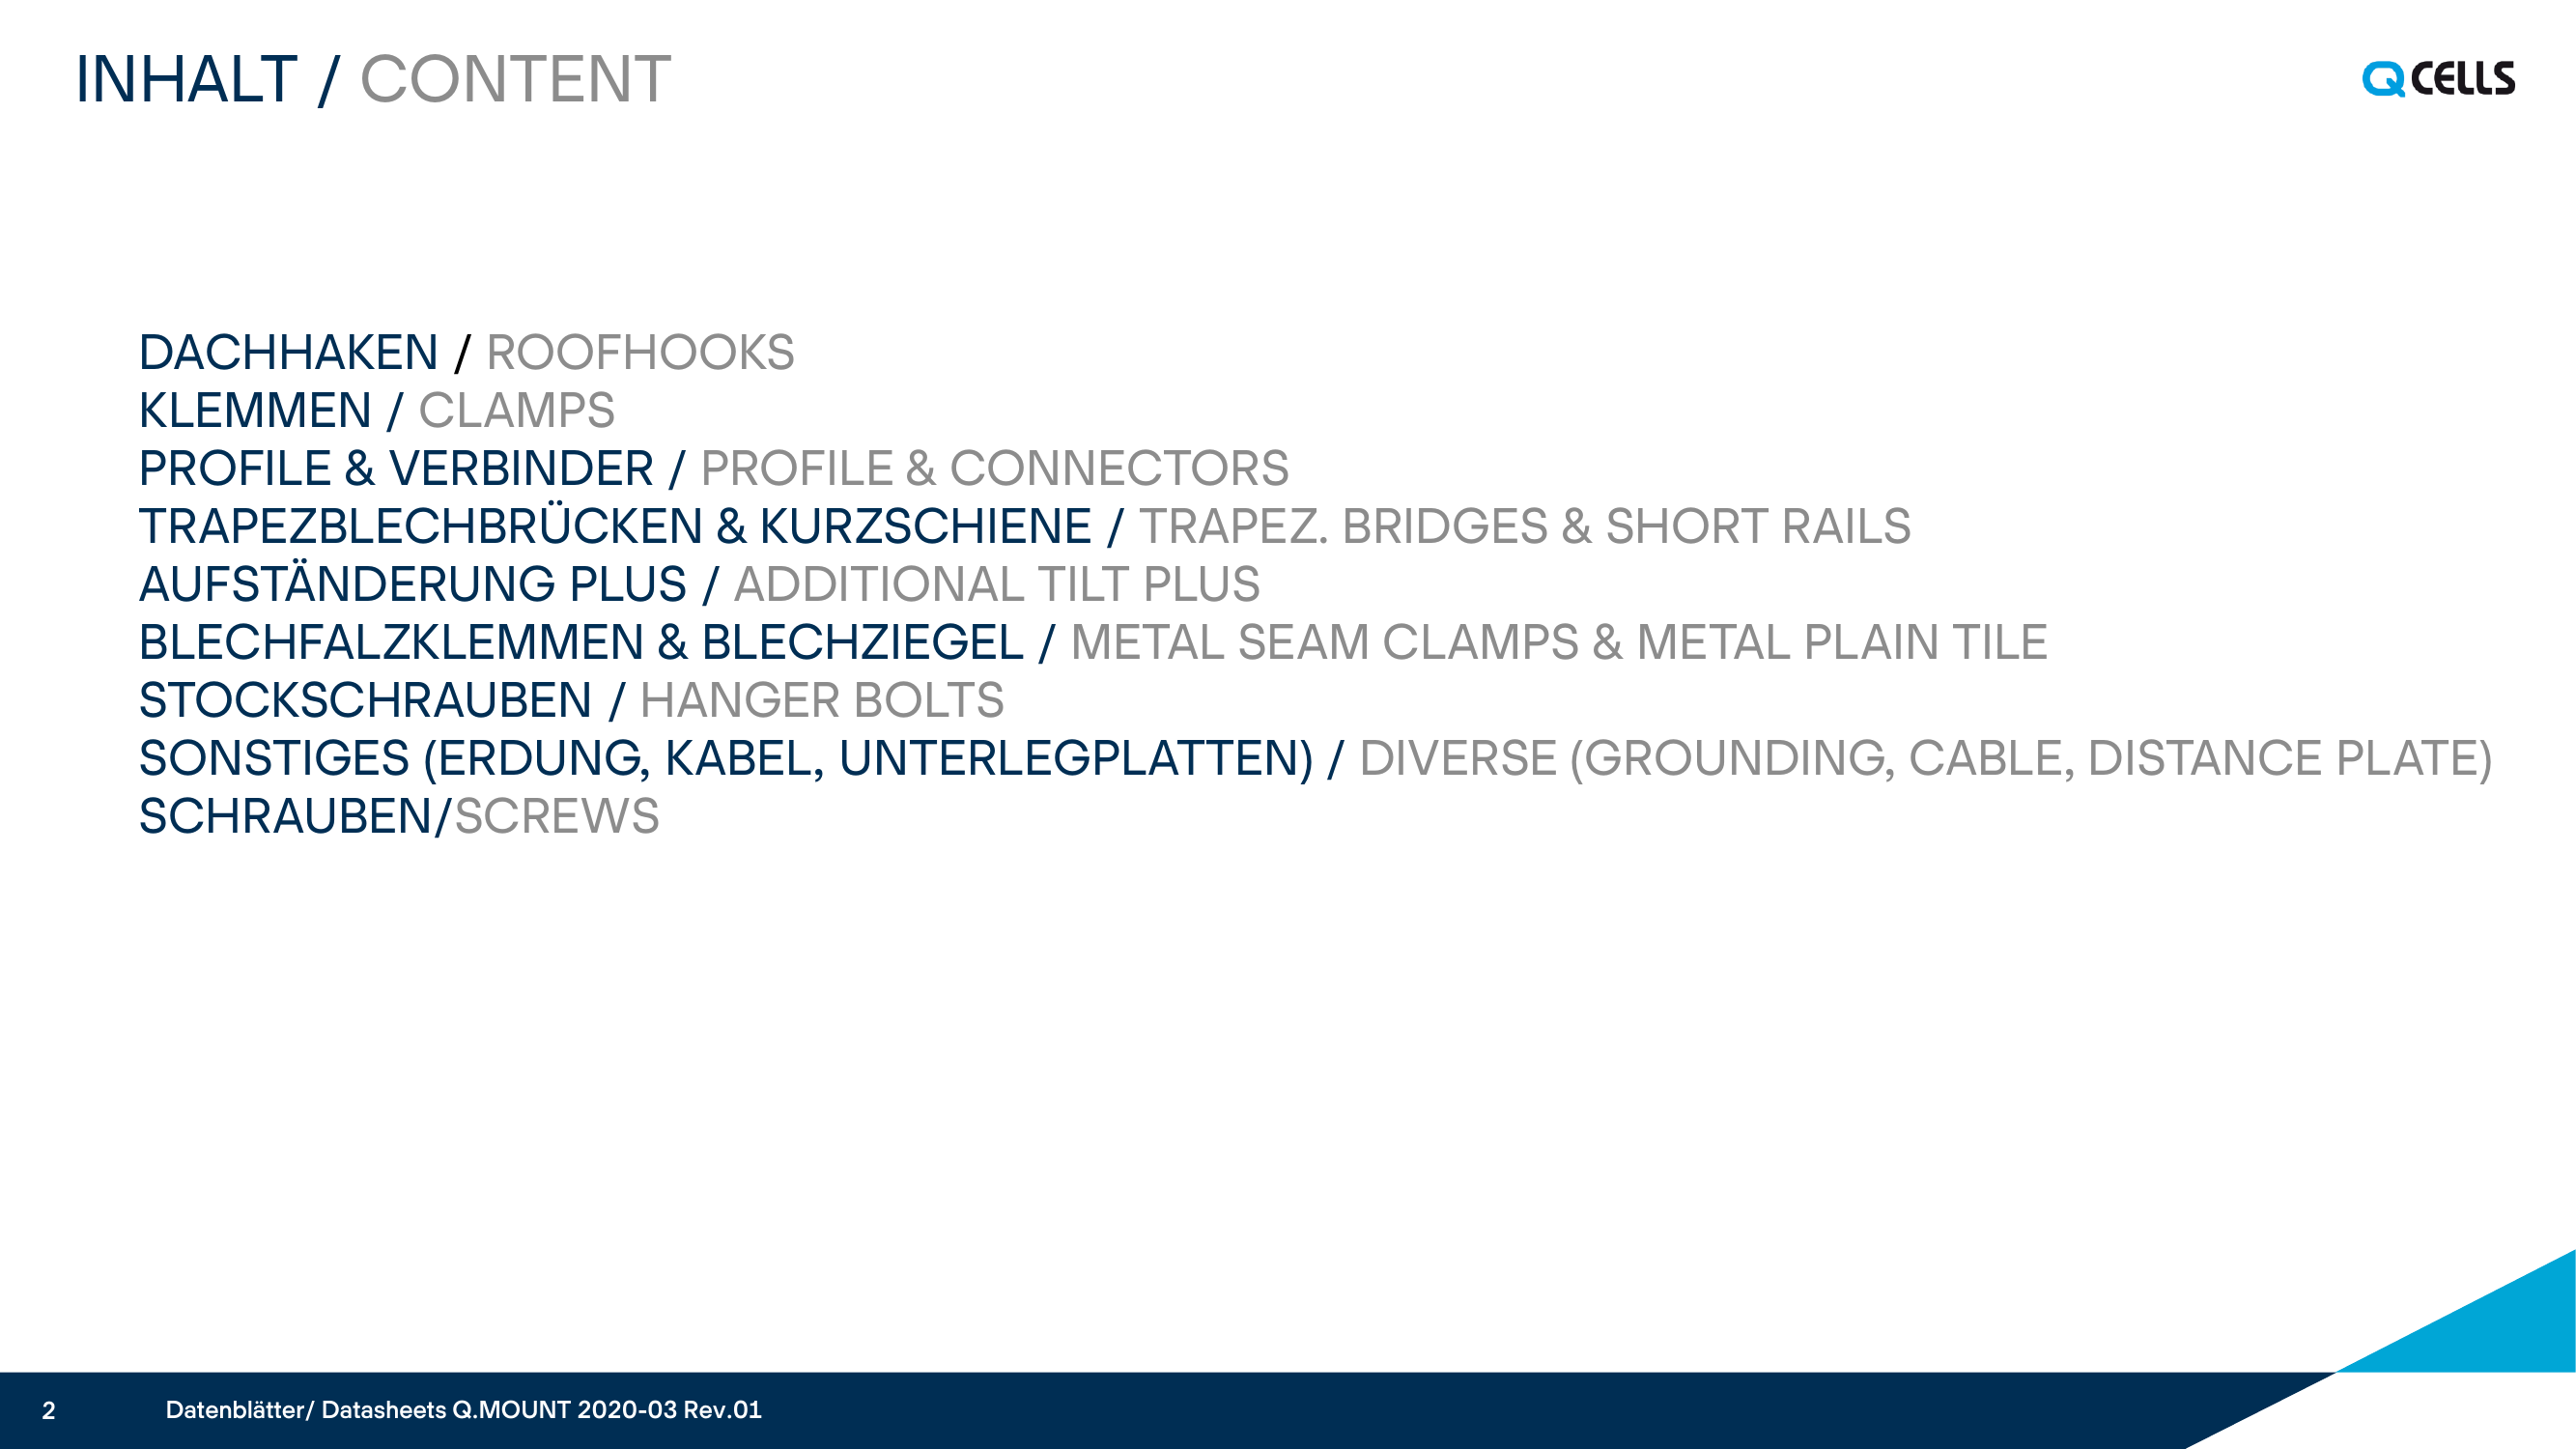 INHALT / CONTENT
Q CELLS
DACHHAKEN / ROOFHOOKS
KLEMMEN / CLAMPS
PROFILE & VERBINDER / PROFILE & CONNECTORS
TRAPEZBLECHBRÜCKEN & KURZSCHIENE / TRAPEZ. BRIDGES & SHORT RAILS
AUFSTÄNDERUNG PLUS / ADDITIONAL TILT PLUS
BLECHFALZKLEMMEN & BLECHZIEGEL / METAL SEAM CLAMPS & METAL PLAIN TILE
STOCKSCHRAUBEN / HANGER BOLTS
SONSTIGES (ERDUNG, KABEL, UNTERLEGPLATTEN) / DIVERSE (GROUNDING, CABLE, DISTANCE PLATE)
SCHRAUBEN/SCREWS
2 Datenblätter/ Datasheets Q.MOUNT 2020-03 Rev.01